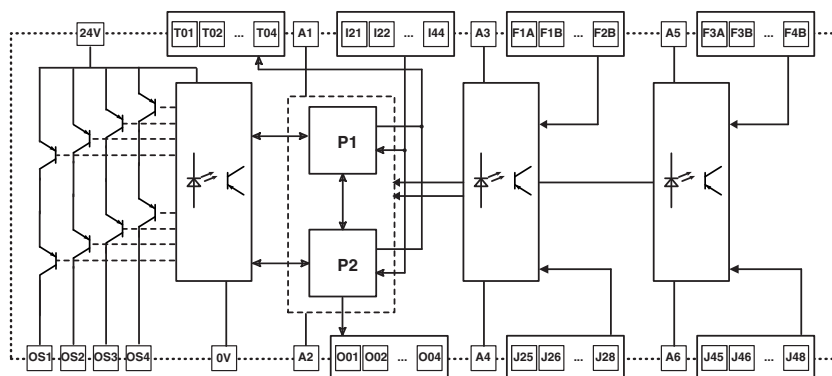 24V T01 T02 ... T04 A1 I21 I22 ... I44 A3 F1A F1B ... F2B A5 F3A F3B ... F4B
P1
P2
OS1 OS2 OS3 OS4 0V A2 O01 O02 ... O04 A4 J25 J26 ... J28 A6 J45 J46 ... J48